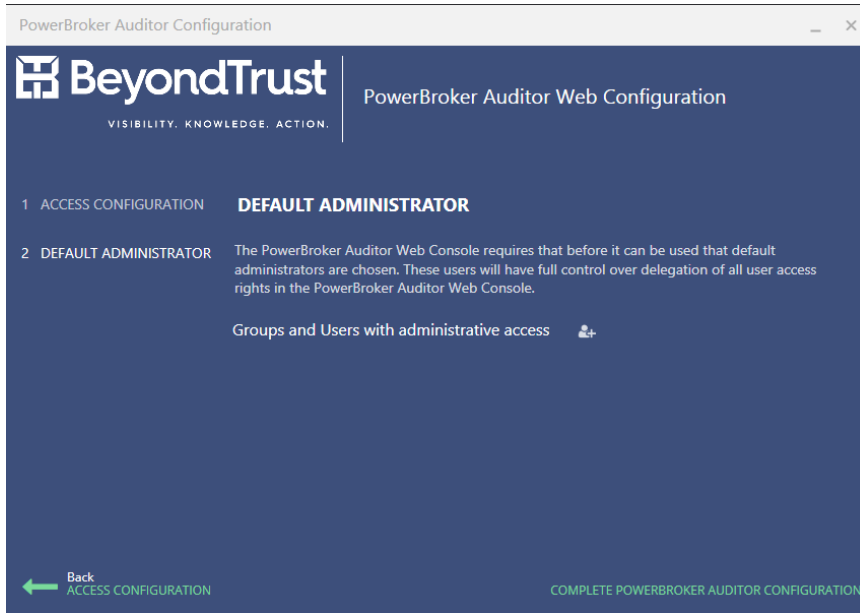 PowerBroker Auditor Configuration
BeyondTrust
VISIBILITY. KNOWLEDGE. ACTION.
PowerBroker Auditor Web Configuration
1 ACCESS CONFIGURATION
2 DEFAULT ADMINISTRATOR
DEFAULT ADMINISTRATOR
The PowerBroker Auditor Web Console requires that before it can be used that default
administrators are chosen. These users will have full control over delegation of all user access
rights in the PowerBroker Auditor Web Console.
Groups and Users with administrative access
Back
ACCESS CONFIGURATION
COMPLETE POWERBROKER AUDITOR CONFIGURATION